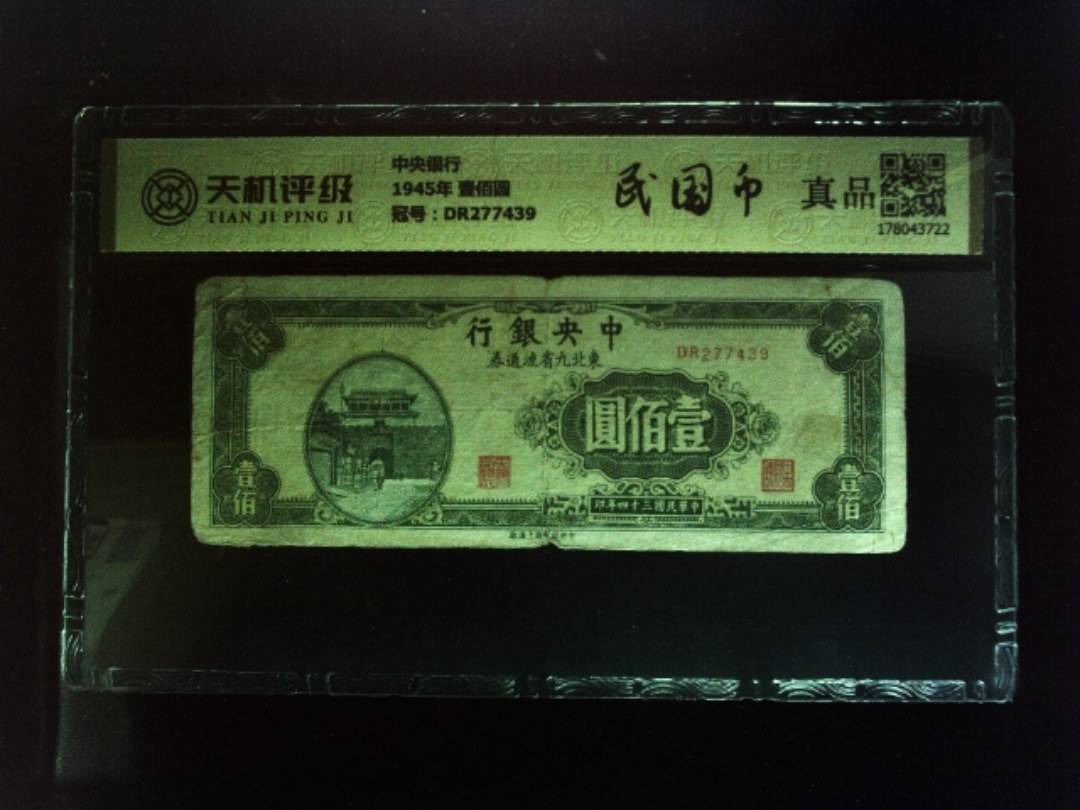 天机评级
TIAN JI PING JI
中央银行
1945年 壹佰圆
冠号：DR277439
民国币
真品
178043722
行銀央中
券通流省九北東
DR277439
圓佰壹
壹佰
壹佰
壹佰
壹佰
印年四十三國民華中